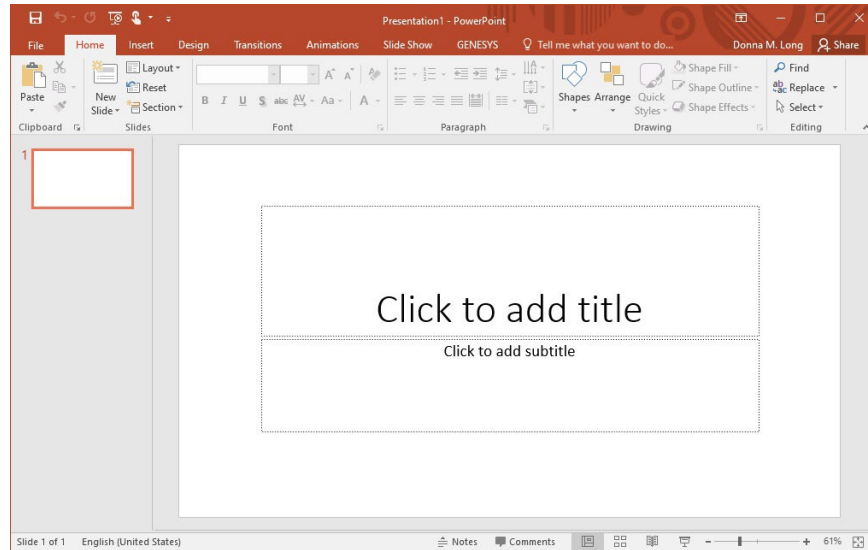 Presentation1 - PowerPoint
File Home Insert Design Transitions Animations Slide Show GENESYS Tell me what you want to do... Donna M. Long Share
Paste
New Slide
Layout
Reset
Section
B I U S abc AV Aa A
A A
Shapes Arrange Quick Styles
Shape Fill
Shape Outline
Shape Effects
Find
Replace
Select
Clipboard Slides Font Paragraph Drawing Editing
1
Click to add title
Click to add subtitle
Slide 1 of 1 English (United States) Notes Comments 61%